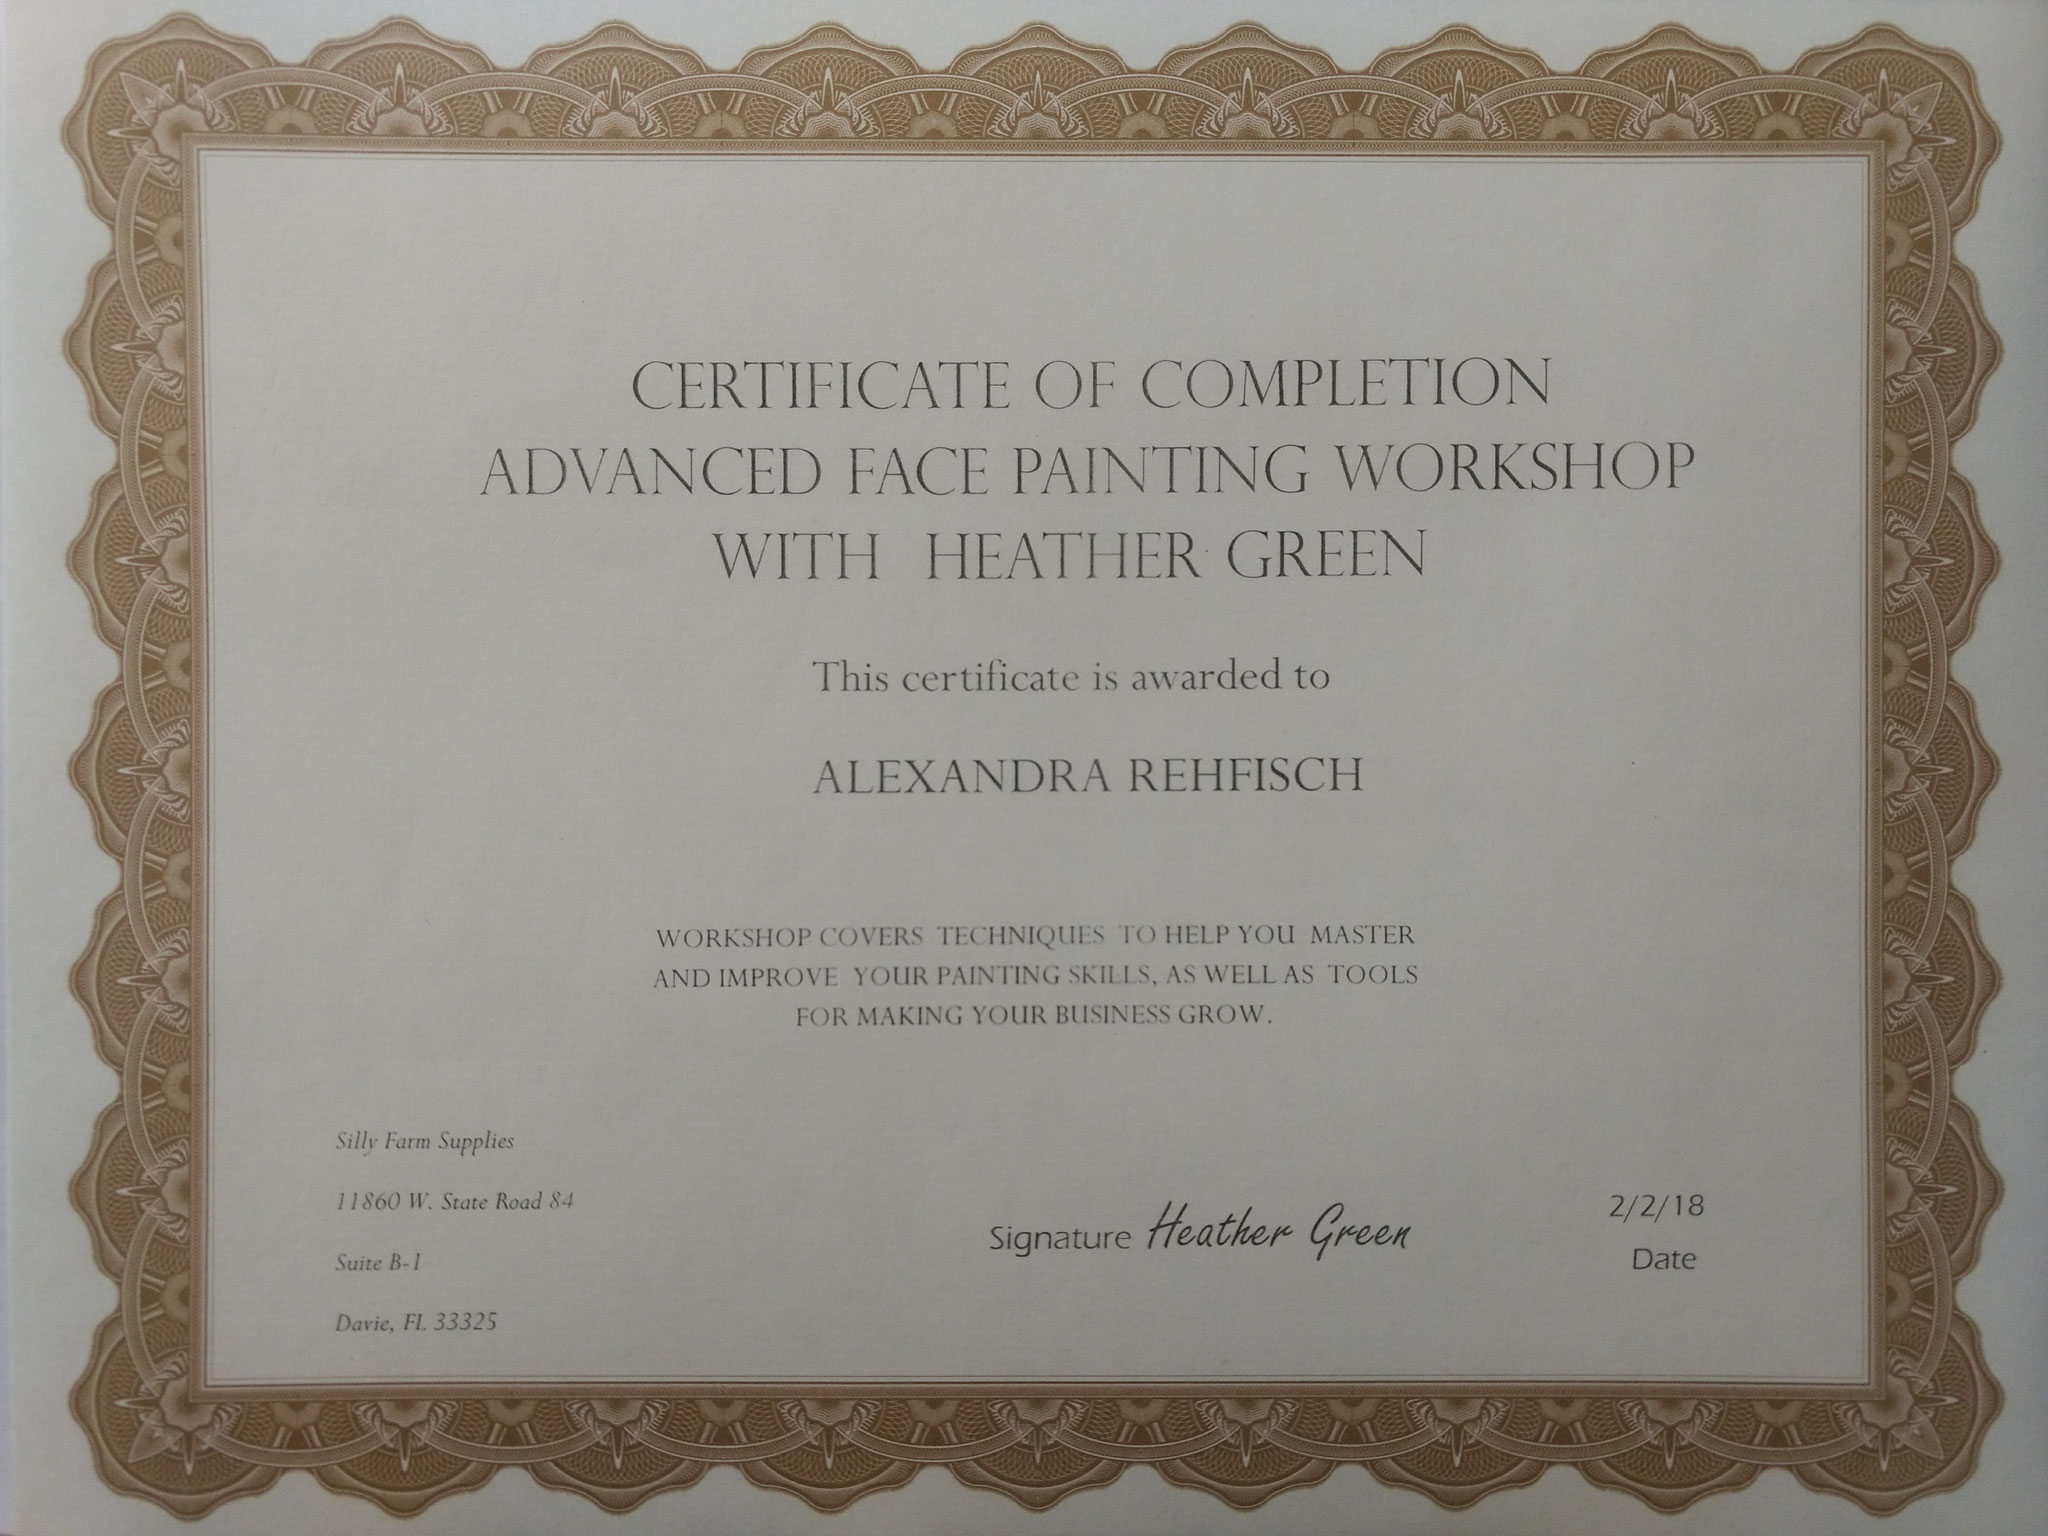 CERTIFICATE OF COMPLETION
ADVANCED FACE PAINTING WORKSHOP
WITH HEATHER GREEN
This certificate is awarded to
ALEXANDRA REHFISCH
WORKSHOP COVERS TECHNIQUES TO HELP YOU MASTER
AND IMPROVE YOUR PAINTING SKILLS, AS WELL AS TOOLS
FOR MAKING YOUR BUSINESS GROW.
Silly Farm Supplies
11860 W. State Road 84
Suite B-1
Davie, FL 33325
Signature Heather Green
2/2/18
Date